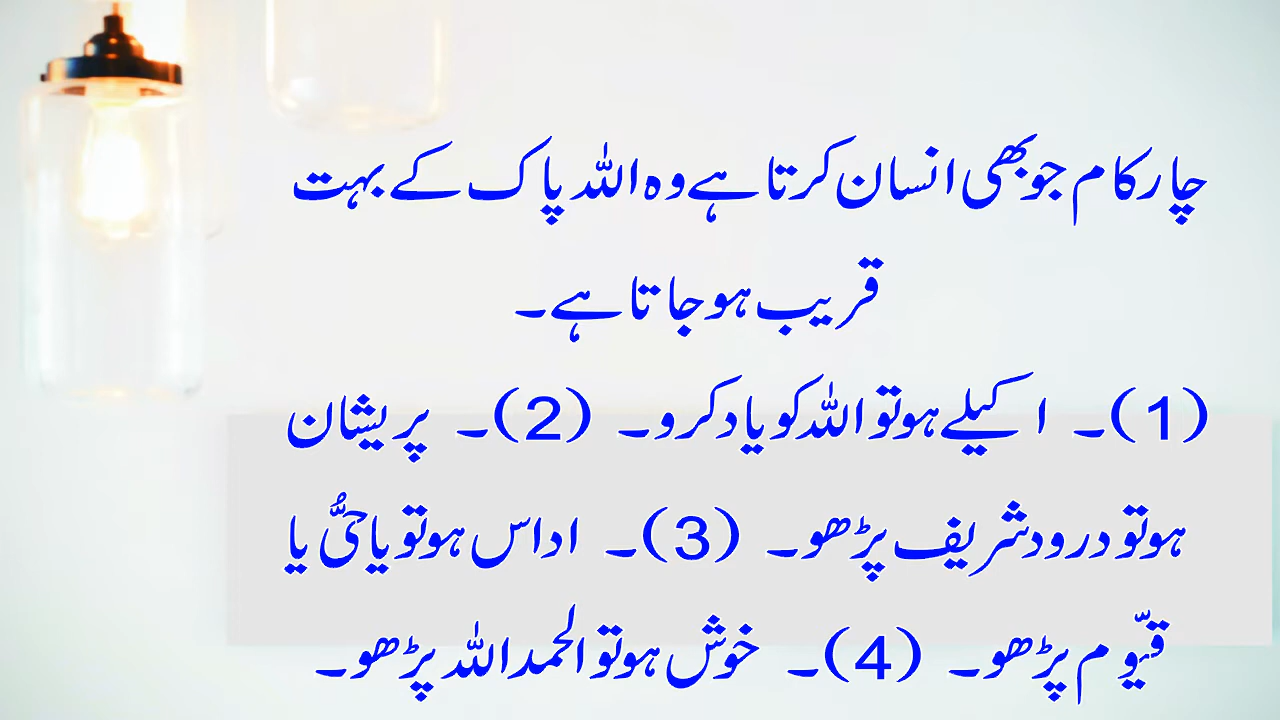 چار کام جو بھی انسان کرتا ہے وہ اللہ پاک کے بہت
قریب ہو جاتا ہے۔
(1)۔ اکیلے ہو تو اللہ کو یاد کرو۔ (2)۔ پریشان
ہو تو درود شریف پڑھو۔ (3)۔ اداس ہو تو یا حیُّ یا
قیّوم پڑھو۔ (4)۔ خوش ہو تو الحمداللہ پڑھو۔